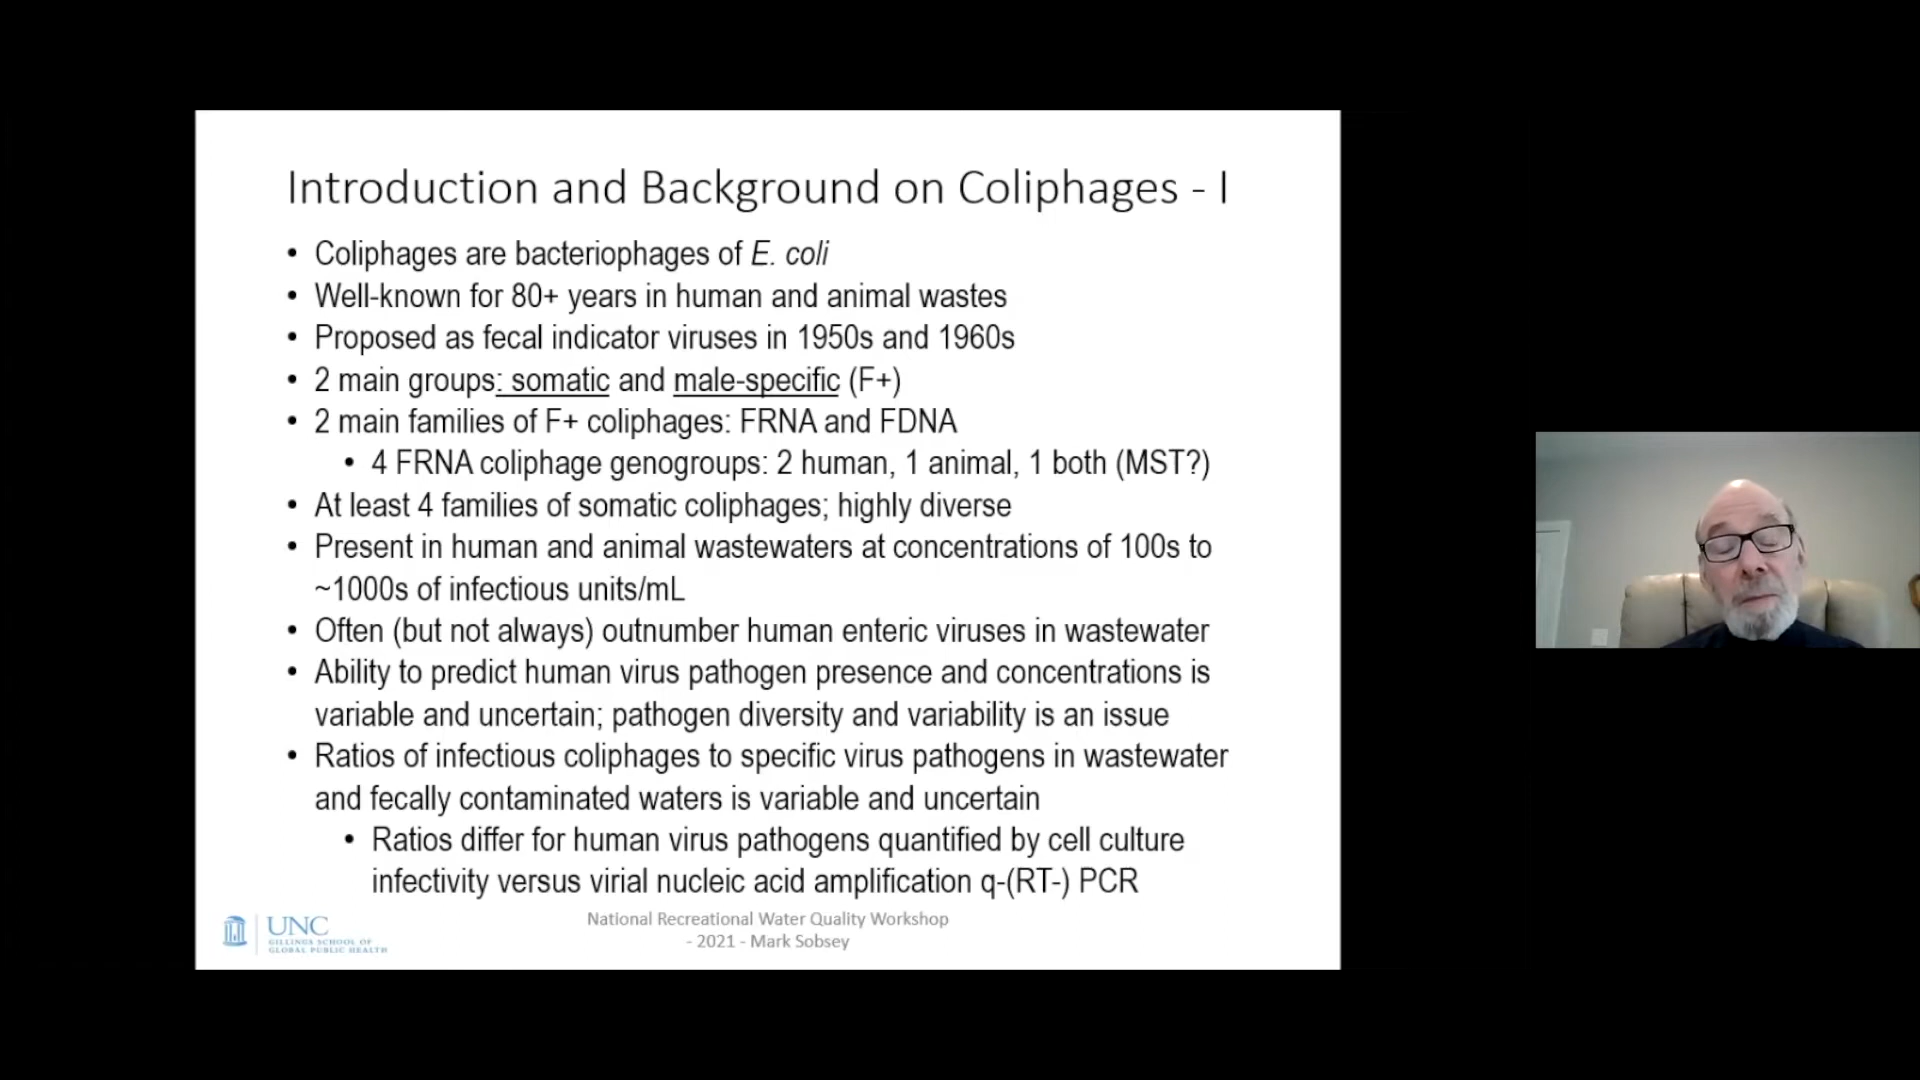 Introduction and Background on Coliphages - I
• Coliphages are bacteriophages of E. coli
• Well-known for 80+ years in human and animal wastes
• Proposed as fecal indicator viruses in 1950s and 1960s
• 2 main groups: somatic and male-specific (F+)
• 2 main families of F+ coliphages: FRNA and FDNA
• 4 FRNA coliphage genogroups: 2 human, 1 animal, 1 both (MST?)
• At least 4 families of somatic coliphages; highly diverse
• Present in human and animal wastewaters at concentrations of 100s to
~1000s of infectious units/mL
• Often (but not always) outnumber human enteric viruses in wastewater
• Ability to predict human virus pathogen presence and concentrations is
variable and uncertain; pathogen diversity and variability is an issue
• Ratios of infectious coliphages to specific virus pathogens in wastewater
and fecally contaminated waters is variable and uncertain
• Ratios differ for human virus pathogens quantified by cell culture
infectivity versus virial nucleic acid amplification q-(RT-) PCR
UNC
GILLINGS SCHOOL OF
GLOBAL PUBLIC HEALTH
National Recreational Water Quality Workshop
- 2021 - Mark Sobsey